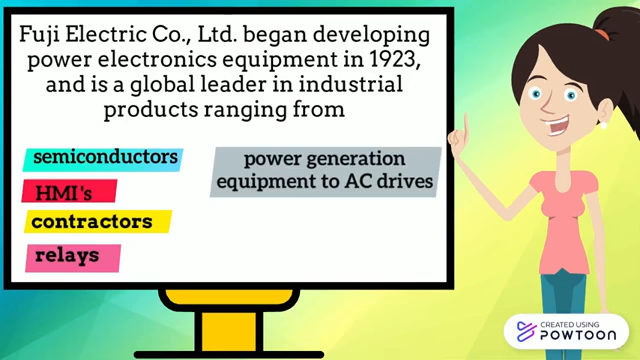 Fuji Electric Co., Ltd. began developing
power electronics equipment in 1923,
and is a global leader in industrial
products ranging from
semiconductors
HMI's
contractors
relays
power generation
equipment to AC drives
CREATED USING
POWTOON